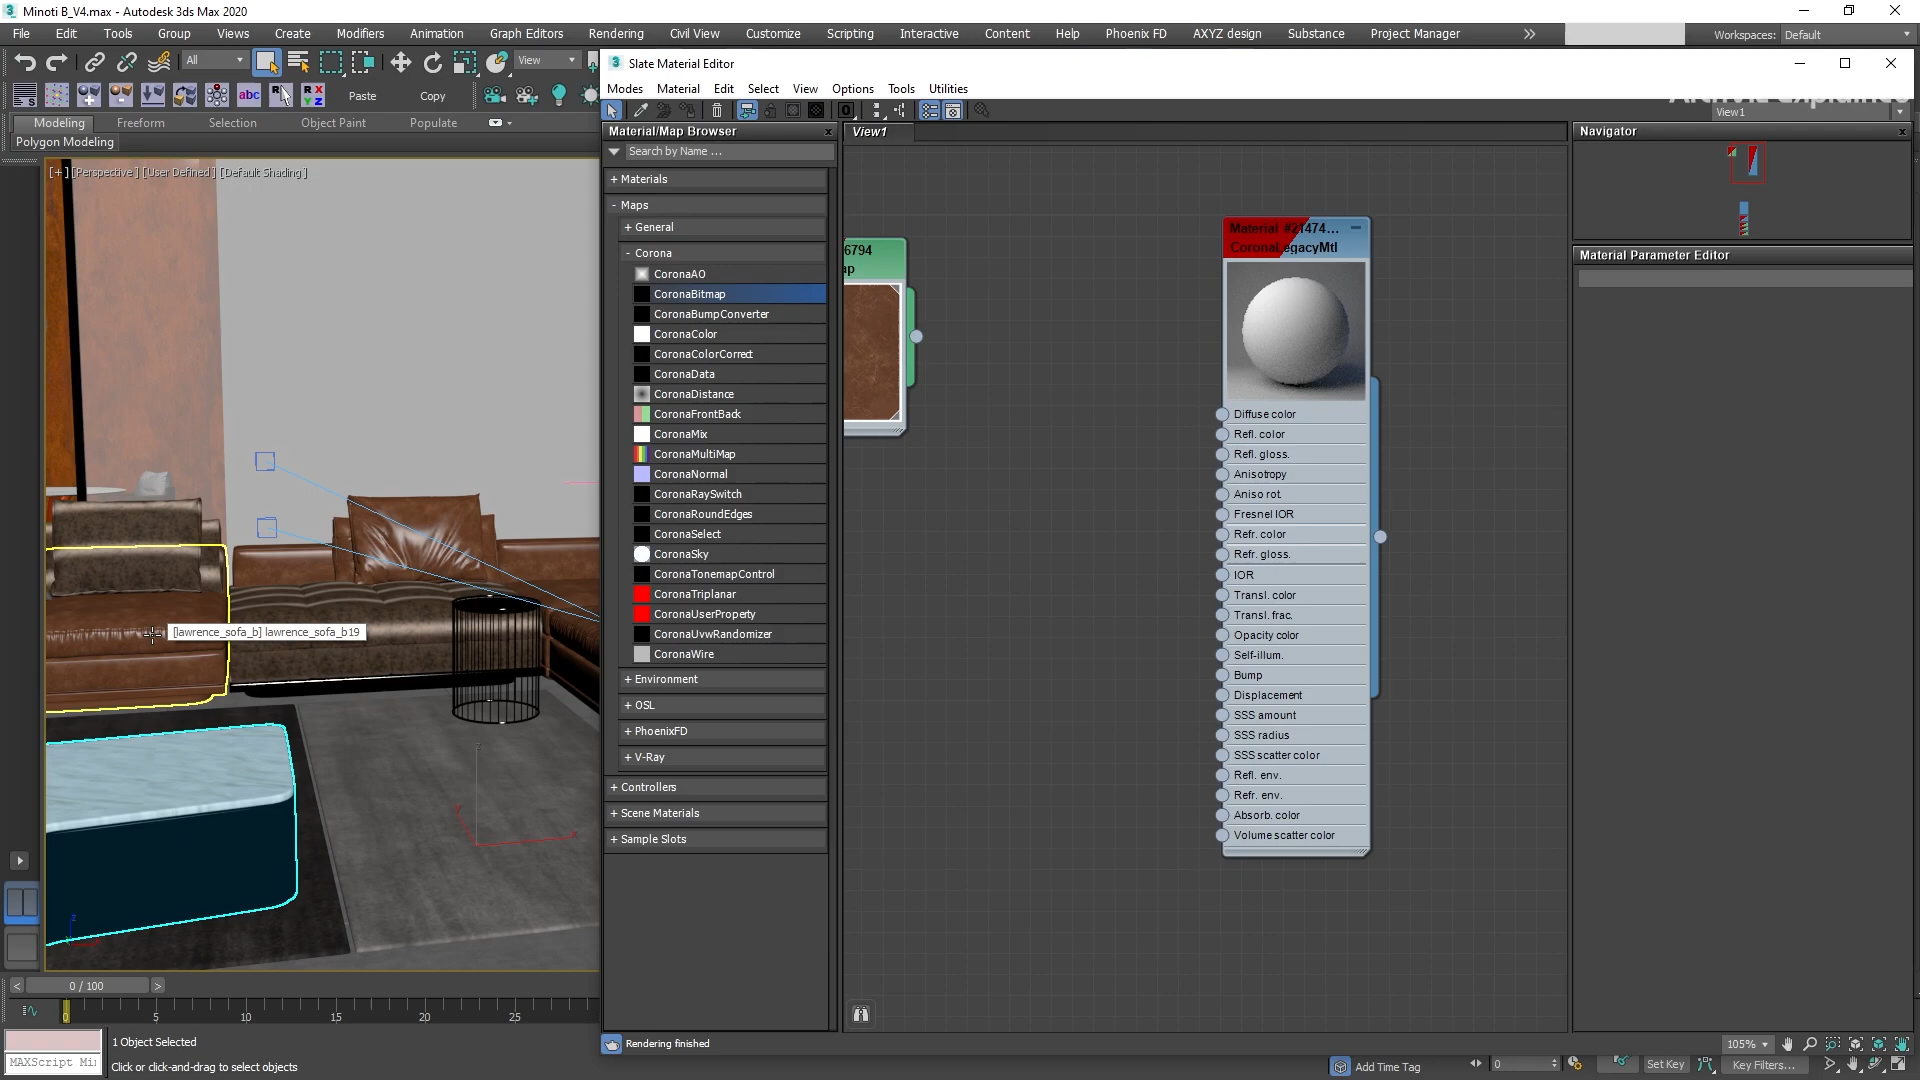 Minoti B_V4.max - Autodesk 3ds Max 2020
File Edit Tools Group Views Create Modifiers Animation Graph Editors Rendering Civil View Customize Scripting Interactive Content Help Phoenix FD AXYZ design Substance Project Manager Workspaces: Default
All View
abc Paste Copy
Modeling Freeform Selection Object Paint Populate
Polygon Modeling
[+] [Perspective] [User Defined] [Default Shading]
[lawrence_sofa_b] lawrence_sofa_b19
Slate Material Editor
Modes Material Edit Select View Options Tools Utilities
View1
Material/Map Browser
Search by Name ...
+ Materials
- Maps
+ General
- Corona
CoronaAO
CoronaBitmap
CoronaBumpConverter
CoronaColor
CoronaColorCorrect
CoronaData
CoronaDistance
CoronaFrontBack
CoronaMix
CoronaMultiMap
CoronaNormal
CoronaRaySwitch
CoronaRoundEdges
CoronaSelect
CoronaSky
CoronaTonemapControl
CoronaTriplanar
CoronaUserProperty
CoronaUvwRandomizer
CoronaWire
+ Environment
+ OSL
+ PhoenixFD
+ V-Ray
+ Controllers
+ Scene Materials
+ Sample Slots
View1
6794
ap
Material #21474...
CoronaLegacyMtl
Diffuse color
Refl. color
Refl. gloss.
Anisotropy
Aniso rot.
Fresnel IOR
Refr. color
Refr. gloss.
IOR
Transl. color
Transl. frac.
Opacity color
Self-illum.
Bump
Displacement
SSS amount
SSS radius
SSS scatter color
Refl. env.
Refr. env.
Absorb. color
Volume scatter color
Navigator
Material Parameter Editor
Rendering finished
105%
< 0 / 100 >
0 5 10 15 20 25
1 Object Selected
MAXScript Mi
Click or click-and-drag to select objects
Add Time Tag 0 Set Key Key Filters...